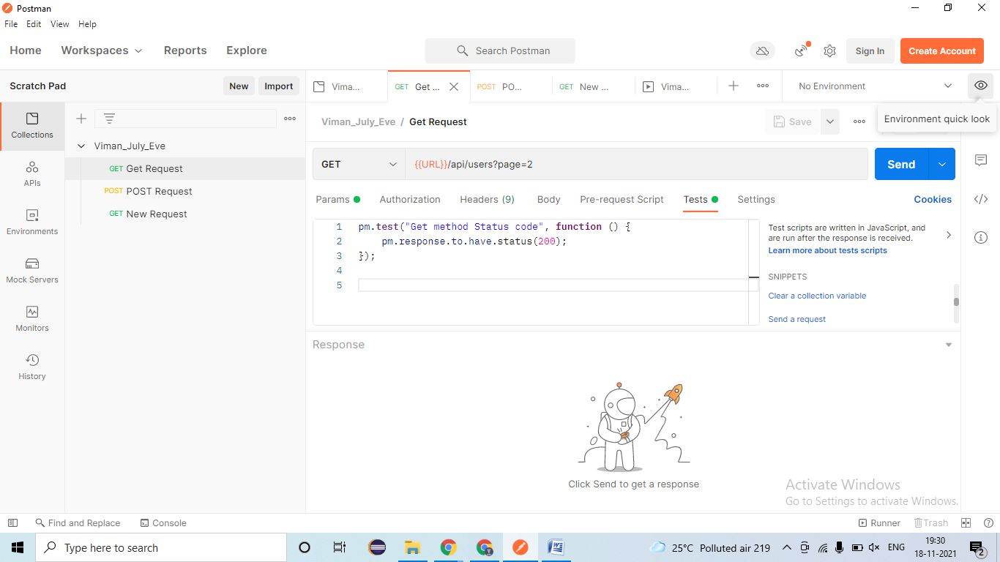 Postman
File Edit View Help
Home Workspaces Reports Explore Search Postman Sign In Create Account
Scratch Pad New Import Vima... GET Get ... POST PO... GET New ... Vima... No Environment
Environment quick look
Collections
APIs
Environments
Mock Servers
Monitors
History
Viman_July_Eve
GET Get Request
POST POST Request
GET New Request
Viman_July_Eve / Get Request Save
GET {{URL}}/api/users?page=2 Send
Params Authorization Headers (9) Body Pre-request Script Tests Settings Cookies
1 pm.test("Get method Status code", function () {
2 pm.response.to.have.status(200);
3 });
4
5
Test scripts are written in JavaScript, and
are run after the response is received.
Learn more about tests scripts
SNIPPETS
Clear a collection variable
Send a request
Response
Click Send to get a response
Activate Windows
Go to Settings to activate Windows.
Find and Replace Console Runner Trash
Type here to search 25°C Polluted air 219 ENG 19:30
18-11-2021 2